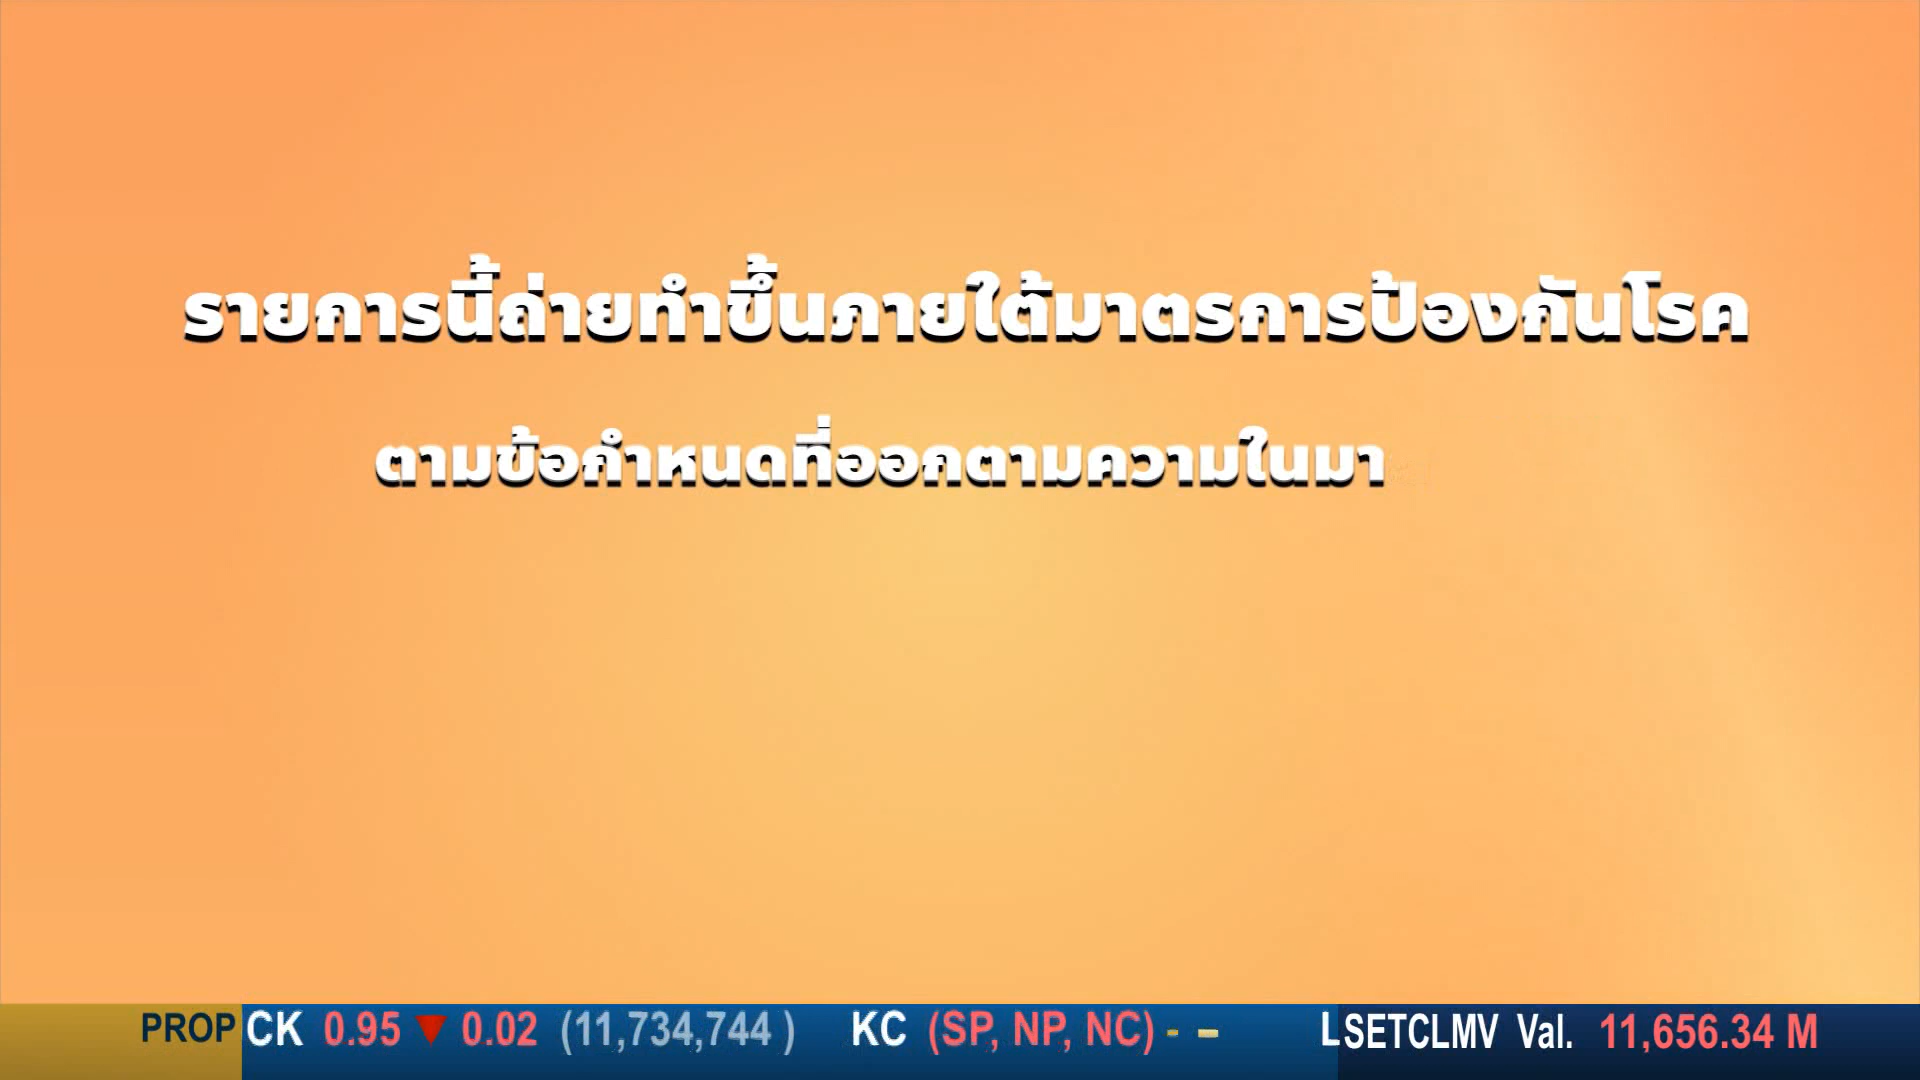 รายการนี้ถ่ายทำขึ้นภายใต้มาตรการป้องกันโรค
ตามข้อกำหนดที่ออกตามความในมา
PROP CK 0.95 ▼ 0.02 (11,734,744 ) KC (SP, NP, NC) - - L SETCLMV Val. 11,656.34 M